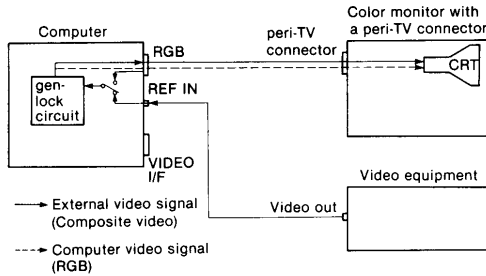 Computer
RGB
gen-
lock
circuit
REF IN
VIDEO
I/F
peri-TV
connector
Color monitor with
a peri-TV connector
CRT
Video equipment
Video out
External video signal
(Composite video)
Computer video signal
(RGB)